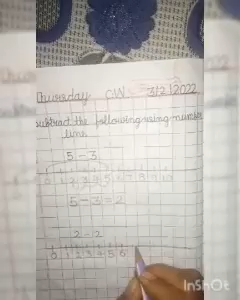 Thursday CW 3/2/2022
subtract the following using number
line
5 - 3
0 1 2 3 4 5 6 7 8 9 10
5 - 3 = 2
2 - 2
0 1 2 3 4 5 6
InShOt